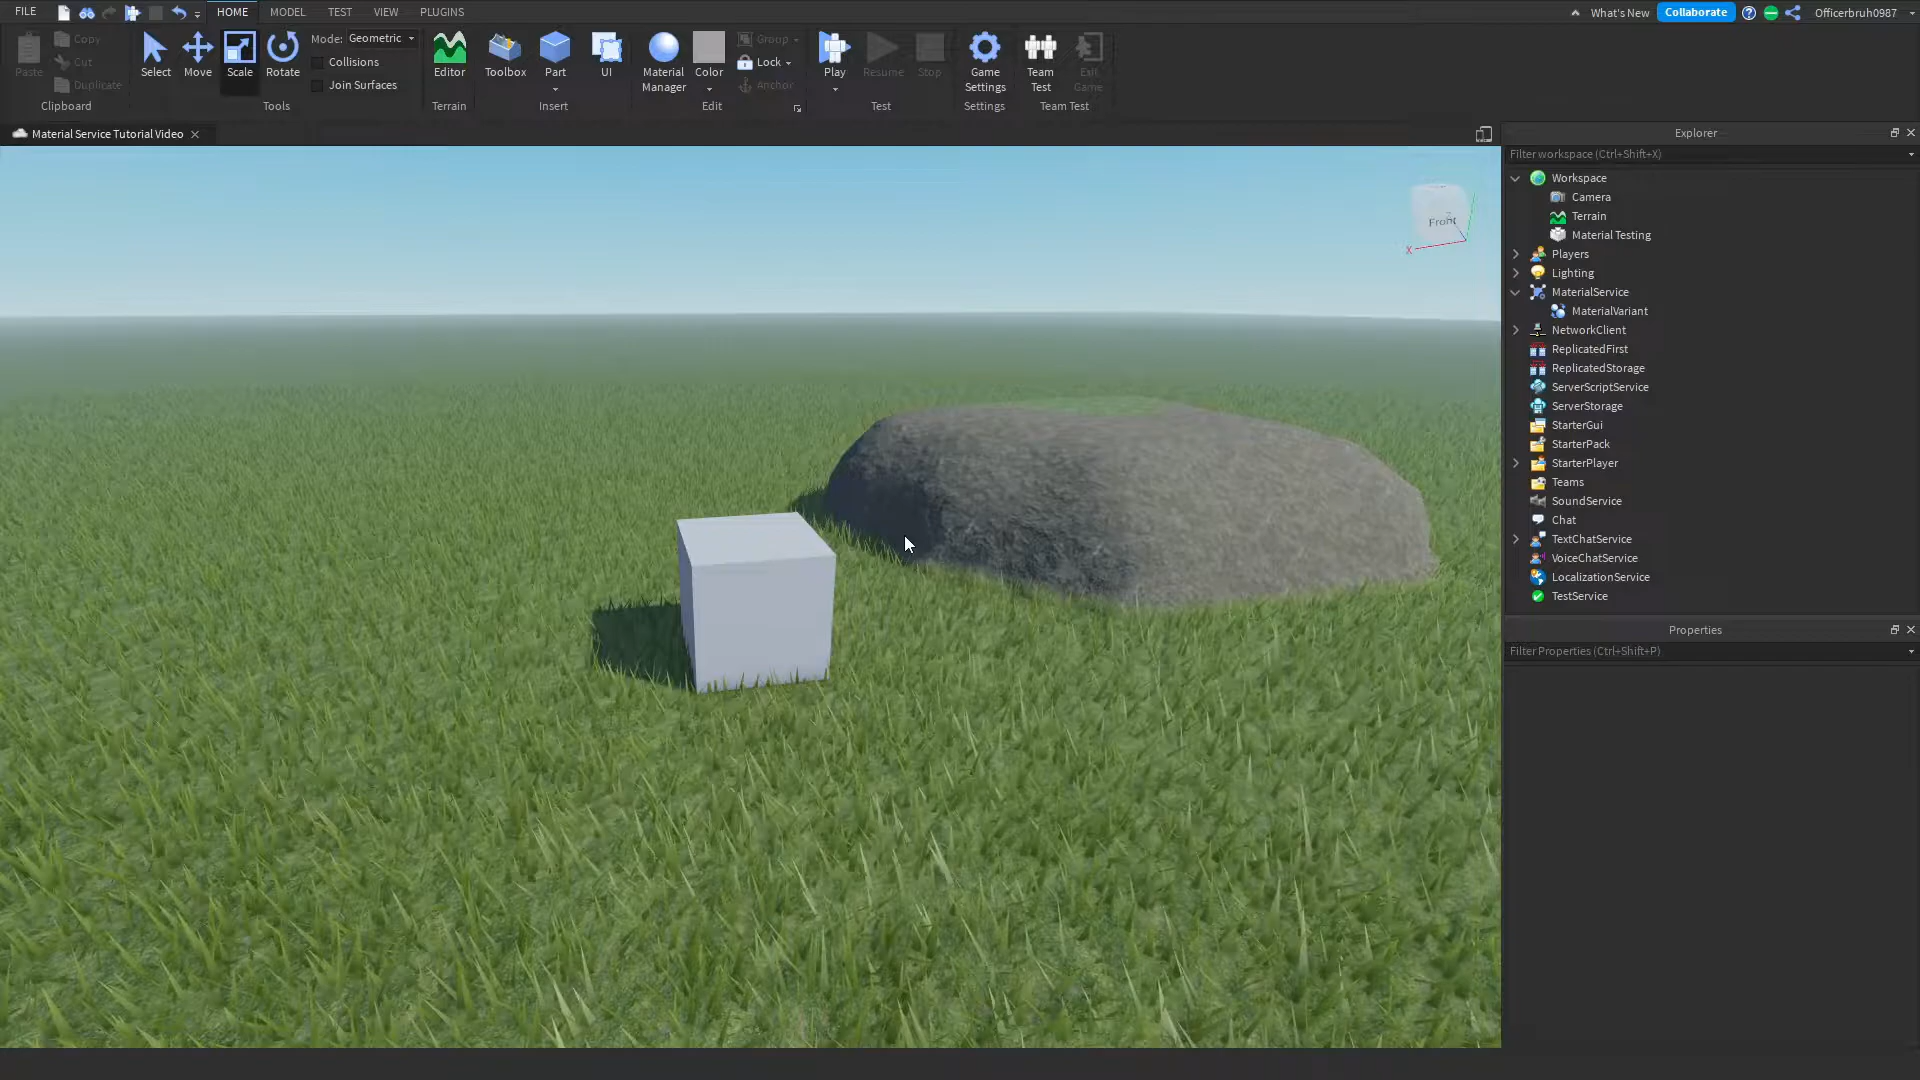 FILE HOME MODEL TEST VIEW PLUGINS What's New Collaborate Officerbruh0987
Paste Copy Cut Duplicate Clipboard
Select Move Scale Rotate Mode: Geometric Collisions Join Surfaces Tools
Editor Terrain
Toolbox Part UI Insert
Material Manager Color Group Lock Anchor Edit
Play Resume Stop Test
Game Settings Settings
Team Test Exit Game Team Test
Material Service Tutorial Video
Front
X
Explorer
Filter workspace (Ctrl+Shift+X)
Workspace
Camera
Terrain
Material Testing
Players
Lighting
MaterialService
MaterialVariant
NetworkClient
ReplicatedFirst
ReplicatedStorage
ServerScriptService
ServerStorage
StarterGui
StarterPack
StarterPlayer
Teams
SoundService
Chat
TextChatService
VoiceChatService
LocalizationService
TestService
Properties
Filter Properties (Ctrl+Shift+P)